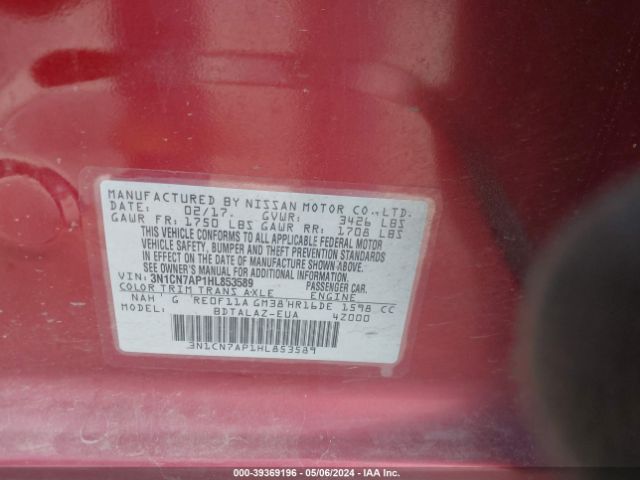 MANUFACTURED BY NISSAN MOTOR CO.,LTD.
DATE: 02/17. GVWR: 3426 LBS
GAWR FR: 1750 LBS GAWR RR: 1708 LBS
THIS VEHICLE CONFORMS TO ALL APPLICABLE FEDERAL MOTOR
VEHICLE SAFETY, BUMPER AND THEFT PREVENTION STANDARDS
IN EFFECT ON THE DATE OF MANUFACTURE SHOWN ABOVE.
*SEE OWNER'S MANUAL FOR ADDITIONAL INFORMATION
VIN: 3N1CN7AP1HL853589 PASSENGER CAR.
COLOR TRIM TRANS AXLE ENGINE
NAH G RE0F11A GM38 HR16DE 1598 CC
MODEL: BDTALAZ-EUA 42000
3N1CN7AP1HL853589
000-39369196 - 05/06/2024 - IAA Inc.